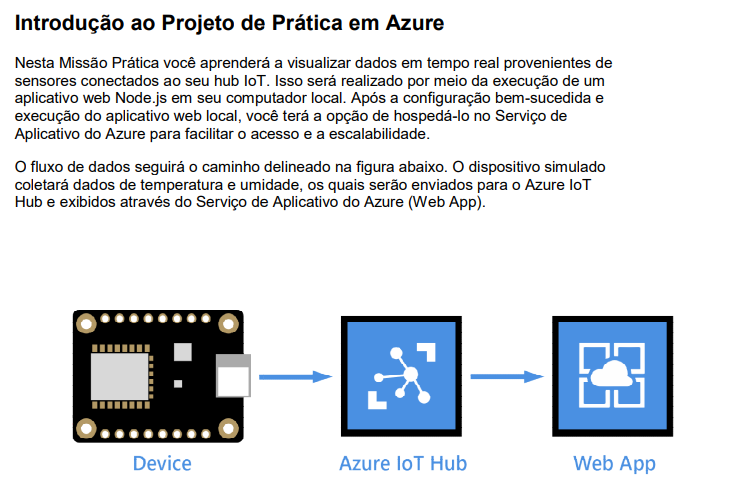 Introdução ao Projeto de Prática em Azure
Nesta Missão Prática você aprenderá a visualizar dados em tempo real provenientes de
sensores conectados ao seu hub IoT. Isso será realizado por meio da execução de um
aplicativo web Node.js em seu computador local. Após a configuração bem-sucedida e
execução do aplicativo web local, você terá a opção de hospedá-lo no Serviço de
Aplicativo do Azure para facilitar o acesso e a escalabilidade.
O fluxo de dados seguirá o caminho delineado na figura abaixo. O dispositivo simulado
coletará dados de temperatura e umidade, os quais serão enviados para o Azure IoT
Hub e exibidos através do Serviço de Aplicativo do Azure (Web App).
Device
Azure IoT Hub
Web App